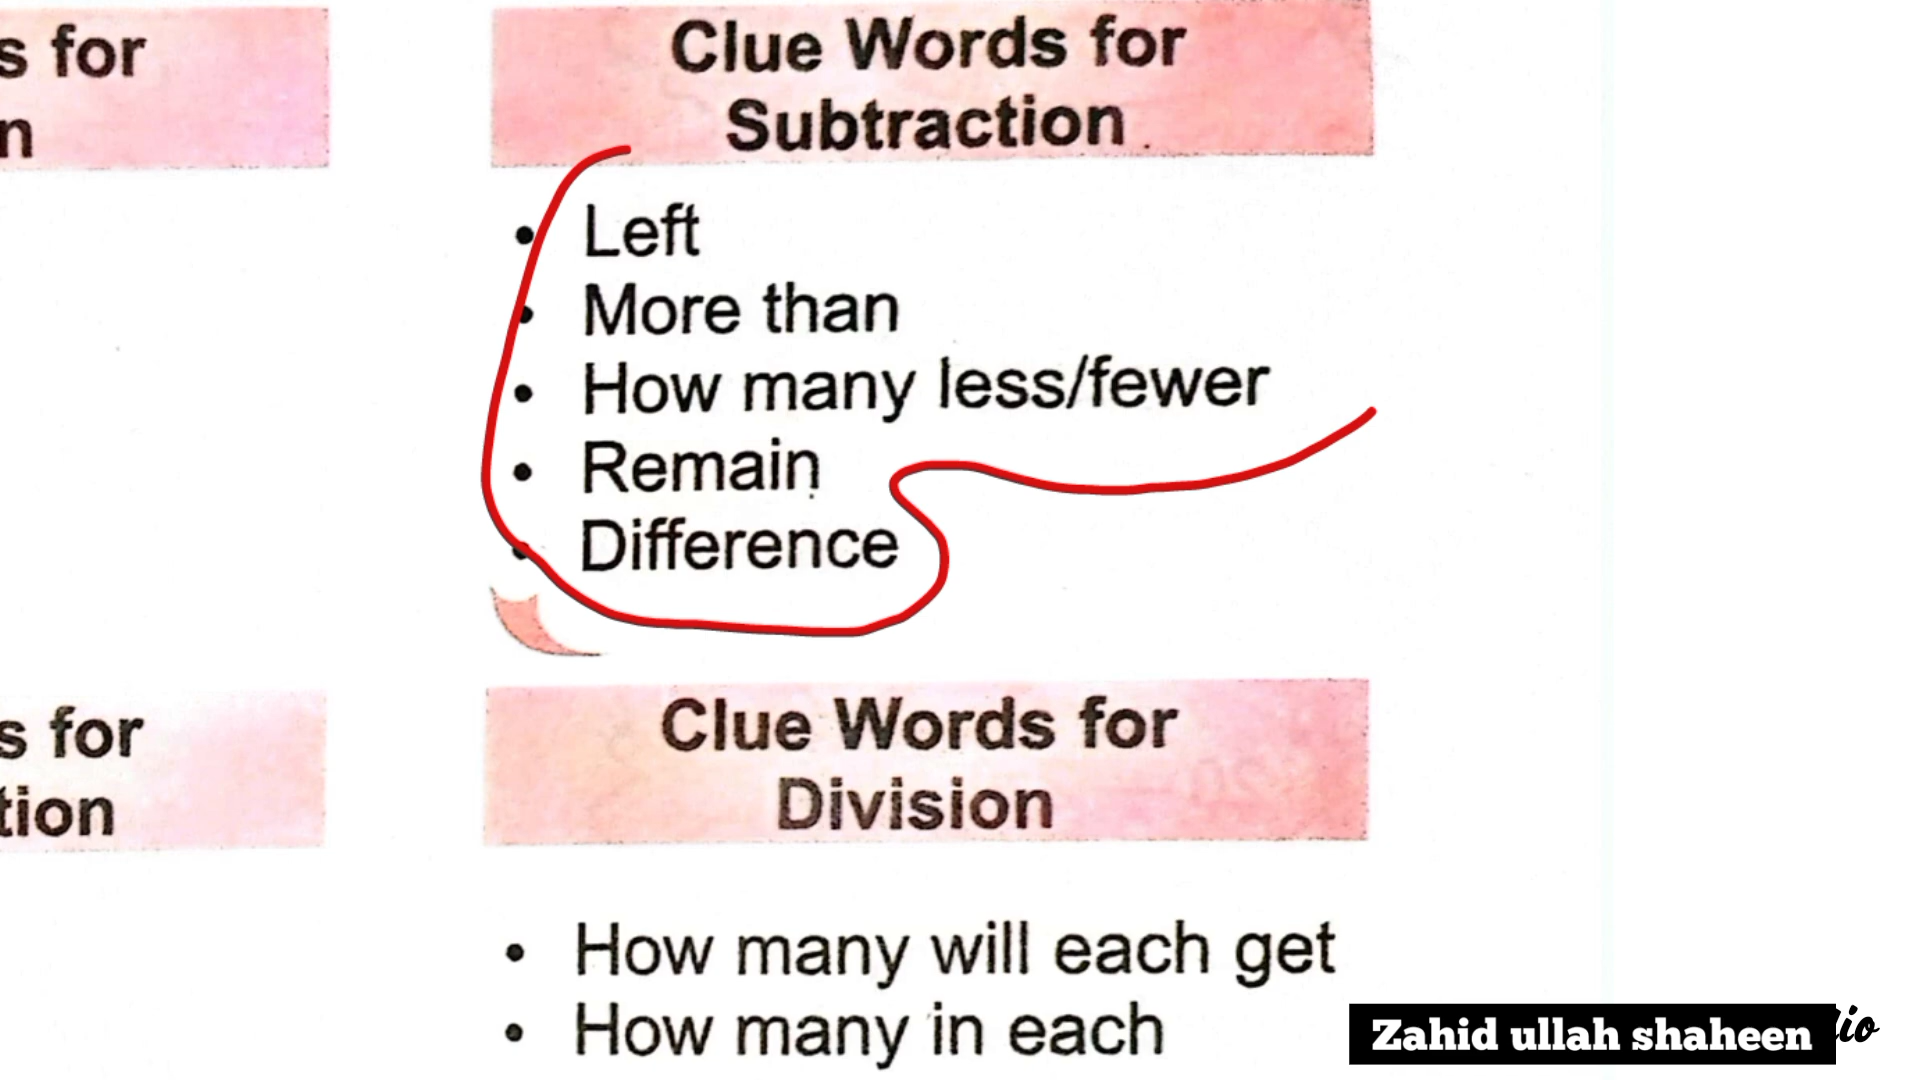 s for
n
Clue Words for
Subtraction
• Left
• More than
• How many less/fewer
• Remain
• Difference
s for
tion
Clue Words for
Division
• How many will each get
• How many in each
Zahid ullah shaheen